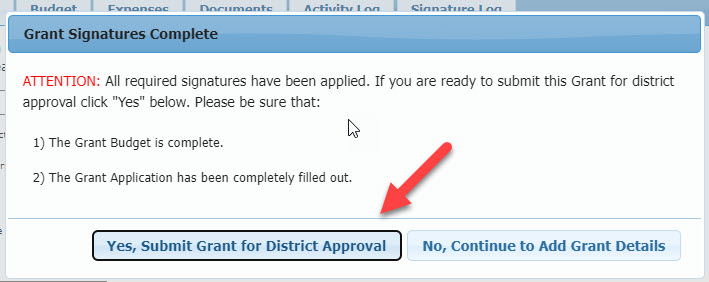 Budget Expenses Documents Activity Log Signature Log
Grant Signatures Complete
ATTENTION: All required signatures have been applied. If you are ready to submit this Grant for district
approval click "Yes" below. Please be sure that:
1) The Grant Budget is complete.
2) The Grant Application has been completely filled out.
Yes, Submit Grant for District Approval No, Continue to Add Grant Details